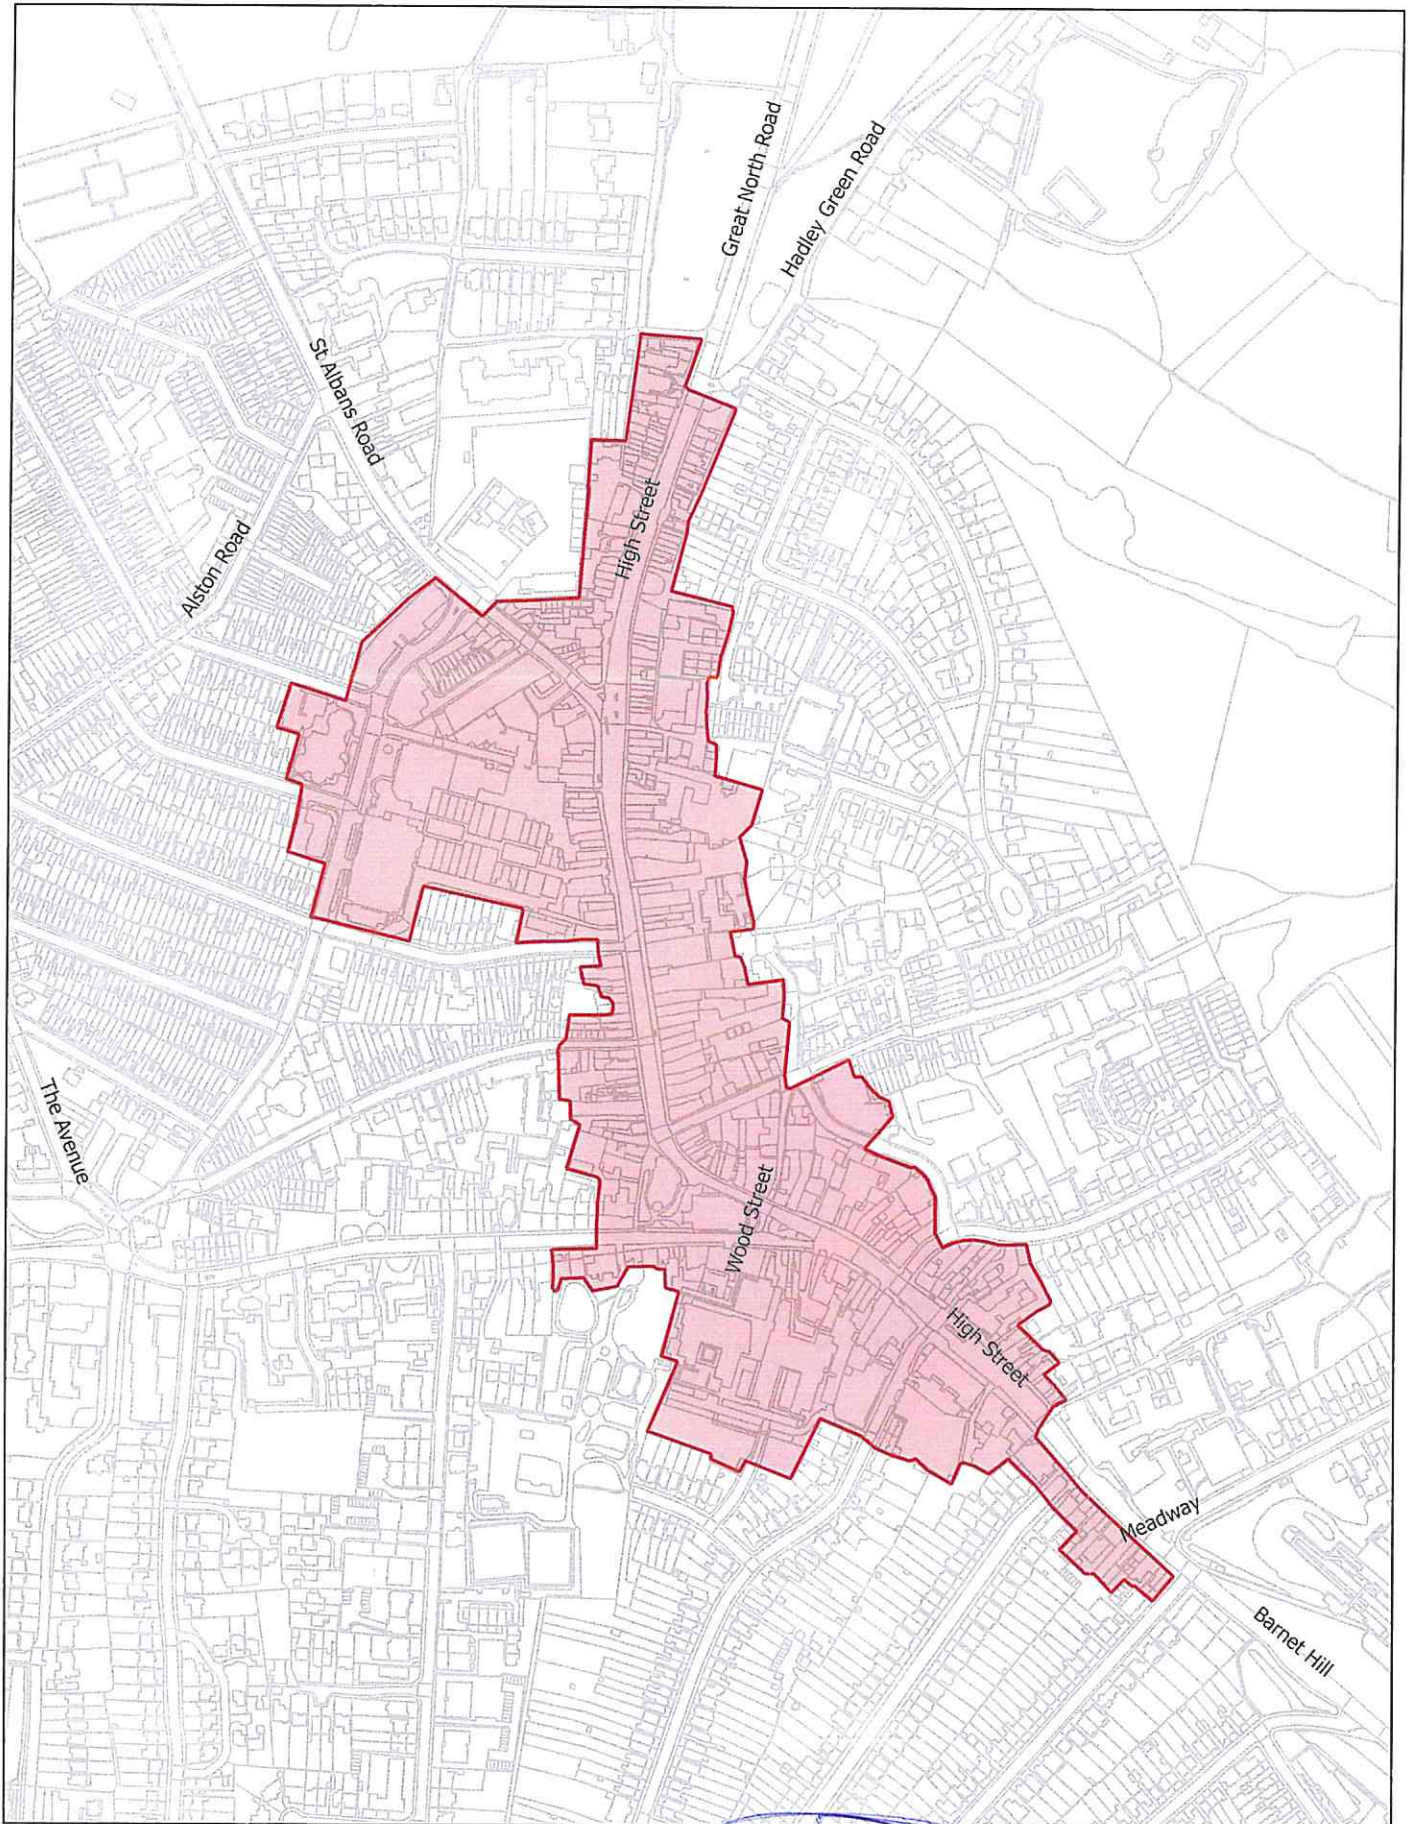 Great North Road
Hadley Green Road
St Albans Road
High Street
Alston Road
The Avenue
Wood Street
High Street
Meadway
Barnet Hill